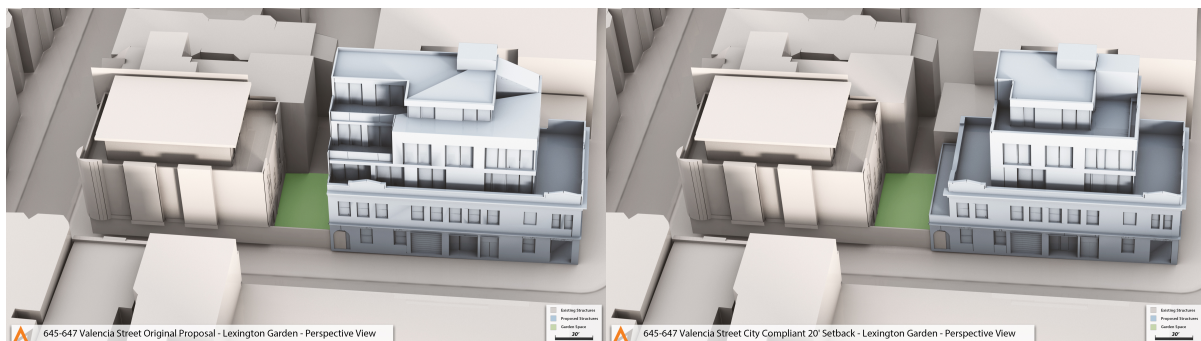 645-647 Valencia Street Original Proposal - Lexington Garden - Perspective View
Existing Structures
Proposed Structures
Garden Space
20'
645-647 Valencia Street City Compliant 20' Setback - Lexington Garden - Perspective View
Existing Structures
Proposed Structures
Garden Space
20'